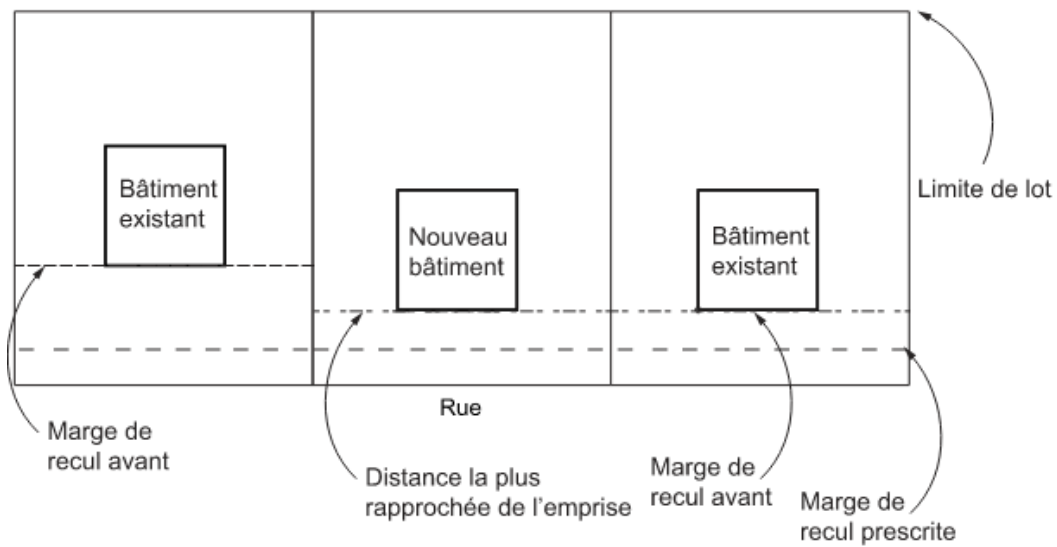 Bâtiment
existant
Nouveau
bâtiment
Bâtiment
existant
Limite de lot
Rue
Marge de
recul avant
Distance la plus
rapprochée de l'emprise
Marge de
recul avant
Marge de
recul prescrite